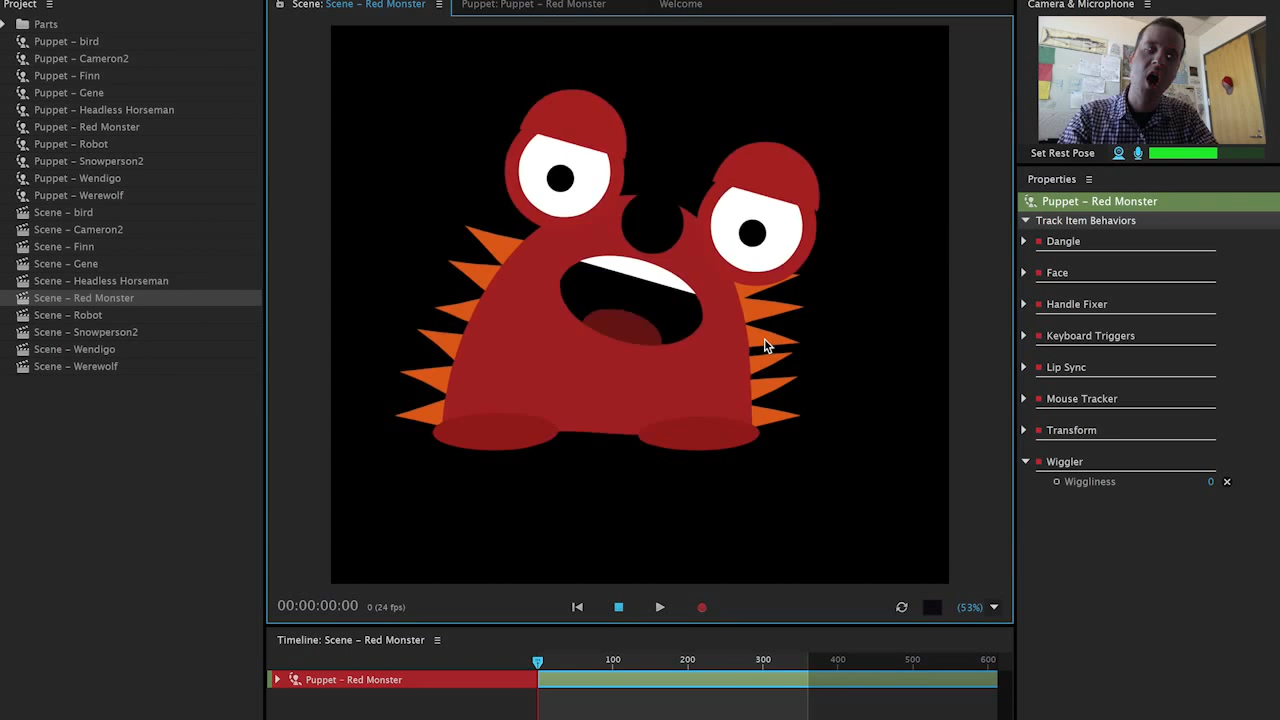 Project
Parts
Puppet – bird
Puppet – Cameron2
Puppet – Finn
Puppet – Gene
Puppet – Headless Horseman
Puppet – Red Monster
Puppet – Robot
Puppet – Snowperson2
Puppet – Wendigo
Puppet – Werewolf
Scene – bird
Scene – Cameron2
Scene – Finn
Scene – Gene
Scene – Headless Horseman
Scene – Red Monster
Scene – Robot
Scene – Snowperson2
Scene – Wendigo
Scene – Werewolf
Scene: Scene – Red Monster
Puppet: Puppet – Red Monster
Welcome
00:00:00:00
0 (24 fps)
(53%)
Timeline: Scene – Red Monster
100 200 300 400 500 600
Puppet – Red Monster
Camera & Microphone
Set Rest Pose
Properties
Puppet – Red Monster
Track Item Behaviors
Dangle
Face
Handle Fixer
Keyboard Triggers
Lip Sync
Mouse Tracker
Transform
Wiggler
Wiggliness 0